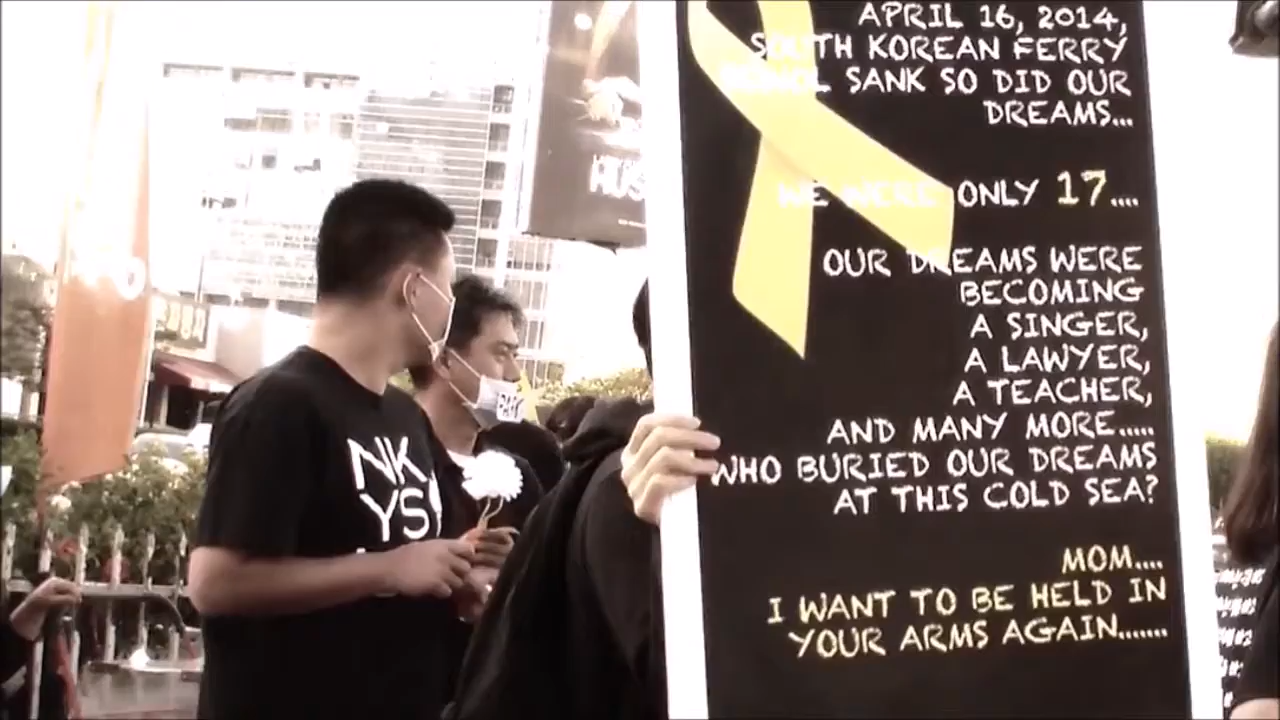 APRIL 16, 2014,
SOUTH KOREAN FERRY
SANK SO DID OUR
DREAMS...
WE WERE ONLY 17....
OUR DREAMS WERE
BECOMING
A SINGER,
A LAWYER,
A TEACHER,
AND MANY MORE.....
WHO BURIED OUR DREAMS
AT THIS COLD SEA?
MOM....
I WANT TO BE HELD IN
YOUR ARMS AGAIN.......
NK
YS